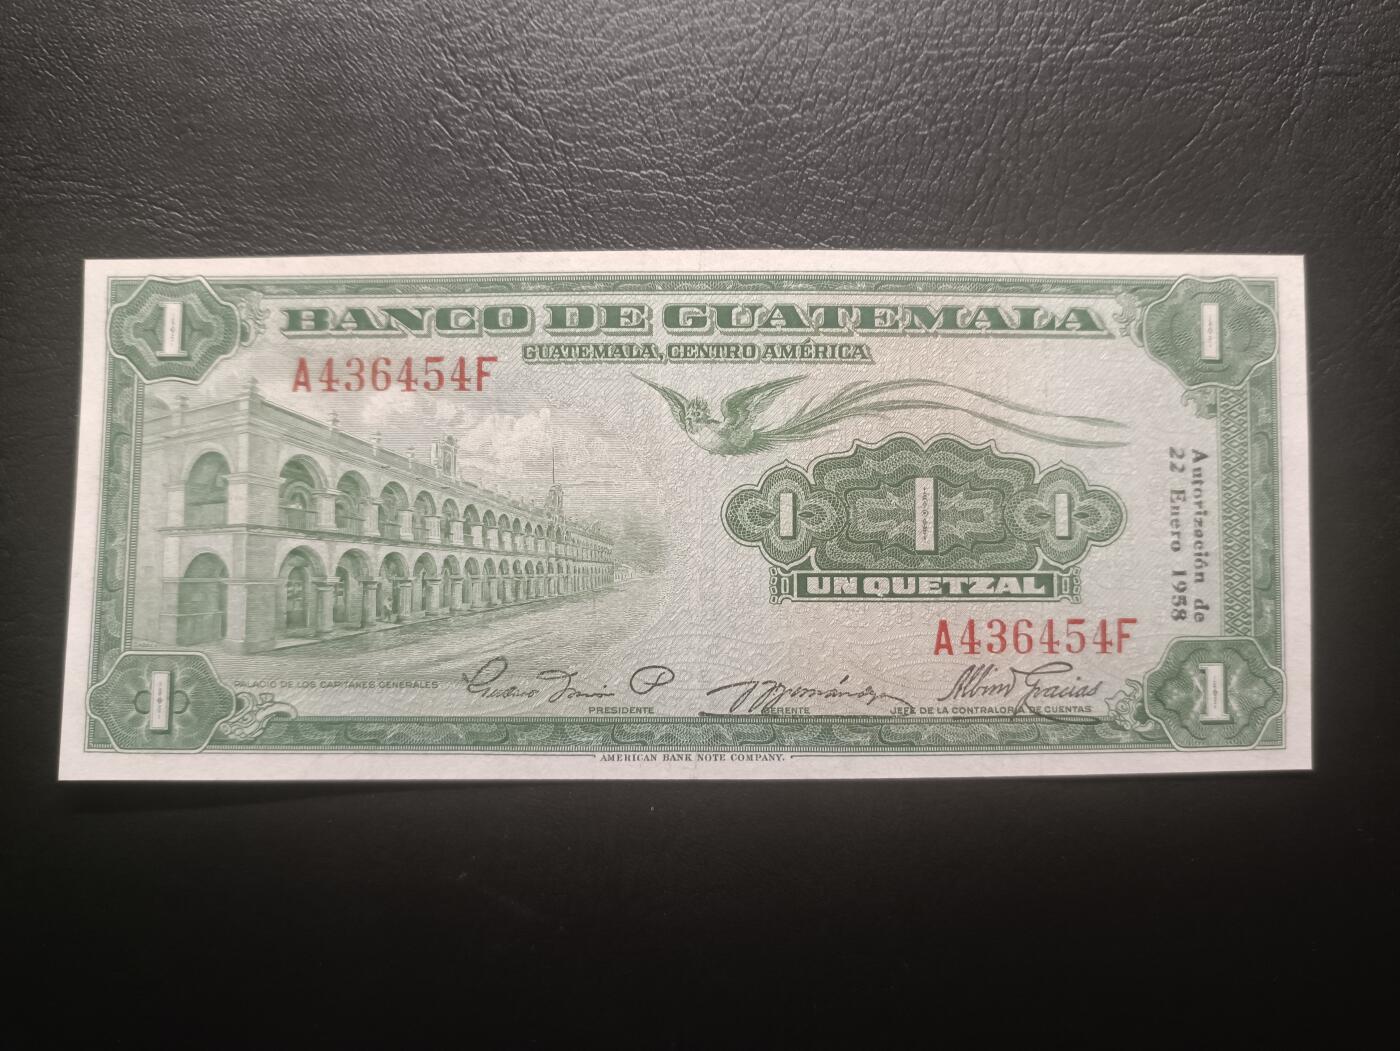 1
1
BANCO DE GUATEMALA
GUATEMALA, CENTRO AMÉRICA
A436454F
1
1
1
UN QUETZAL
Autorización de
22 Enero 1958
A436454F
PALACIO DE LOS CAPITANES GENERALES
PRESIDENTE
GERENTE
JEFE DE LA CONTRALORIA DE CUENTAS
1
1
AMERICAN BANK NOTE COMPANY.